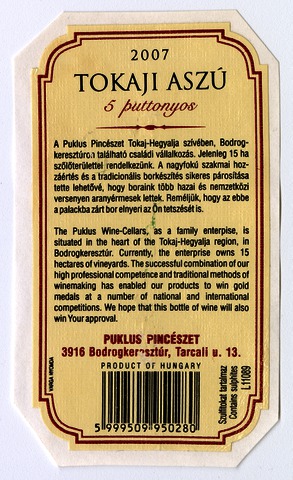 2007
TOKAJI ASZÚ
5 puttonyos
A Puklus Pincészet Tokaj-Hegyalja szívében, Bodrog-
keresztúron található családi vállalkozás. Jelenleg 15 ha
szőlőterülettel rendelkezünk. A nagyfokú szakmai hoz-
záértés és a tradicionális borkészítés sikeres párosítása
tette lehetővé, hogy boraink több hazai és nemzetközi
versenyen aranyérmesek lettek. Reméljük, hogy az ebbe
a palackba zárt bor elnyeri az Ön tetszését is.
The Puklus Wine-Cellars, as a family enterpise, is
situated in the heart of the Tokaj-Hegyalja region, in
Bodrogkeresztúr. Currently, the enterprise owns 15
hectares of vineyards. The successful combination of our
high professional competence and traditional methods of
winemaking has enabled our products to win gold
medals at a number of national and international
competitions. We hope that this bottle of wine will also
win Your approval.
PUKLUS PINCÉSZET
3916 Bodrogkeresztúr, Tarcali u. 13.
PRODUCT OF HUNGARY
5 999509 950280
Szulfitokat tartalmaz
Contains sulphites
L11089
VARGA NYOMDA